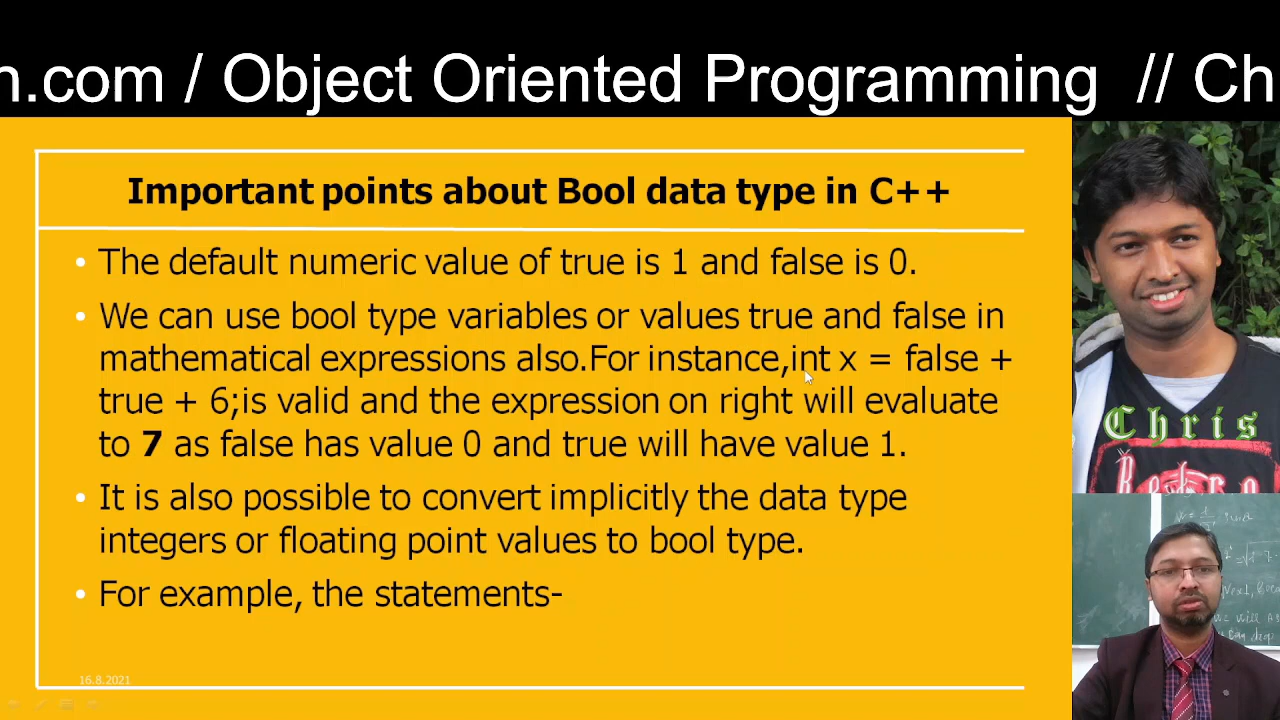 n.com / Object Oriented Programming // Ch
Important points about Bool data type in C++
• The default numeric value of true is 1 and false is 0.
• We can use bool type variables or values true and false in
mathematical expressions also.For instance,int x = false +
true + 6;is valid and the expression on right will evaluate
to 7 as false has value 0 and true will have value 1.
• It is also possible to convert implicitly the data type
integers or floating point values to bool type.
• For example, the statements-
16.8.2021
Chris